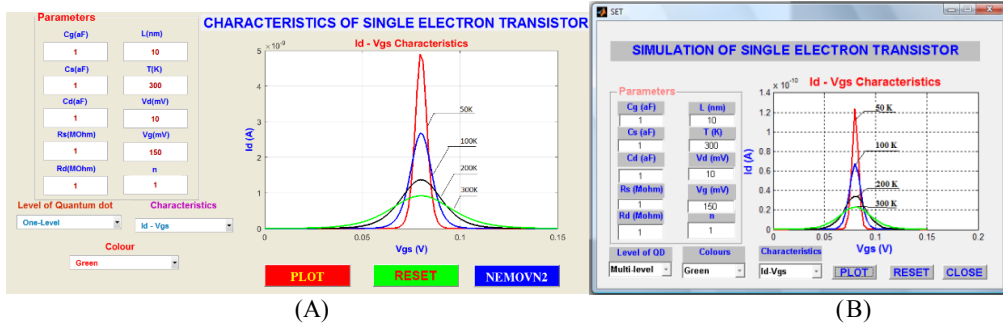 Parameters
Cg(aF) L(nm)
1 10
Cs(aF) T(K)
1 300
Cd(aF) Vd(mV)
1 10
Rs(MOhm) Vg(mV)
1 150
Rd(MOhm) n
1 1
Level of Quantum dot Characteristics
One-Level Id - Vgs
Colour
Green
CHARACTERISTICS OF SINGLE ELECTRON TRANSISTOR
Id - Vgs Characteristics
5 ×10⁻⁹
4
3
2
1
0
Id (A)
50K
100K
200K
300K
0 0.05 0.1 0.15
Vgs (V)
PLOT RESET NEMOVN2
(A)
SET
SIMULATION OF SINGLE ELECTRON TRANSISTOR
Parameters
Cg (aF) L (nm)
1 10
Cs (aF) T (K)
1 300
Cd (aF) Vd (mV)
1 10
Rs (Mohm) Vg (mV)
1 150
Rd (Mohm) n
1 1
Level of QD Colours Characteristics
Multi-level Green Id-Vgs
Id - Vgs Characteristics
x 10⁻¹⁰
1.4
1.2
1
0.8
0.6
0.4
0.2
0
Id (A)
50 K
100 K
200 K
300 K
0 0.05 0.1 0.15 0.2
Vgs (V)
PLOT RESET CLOSE
(B)